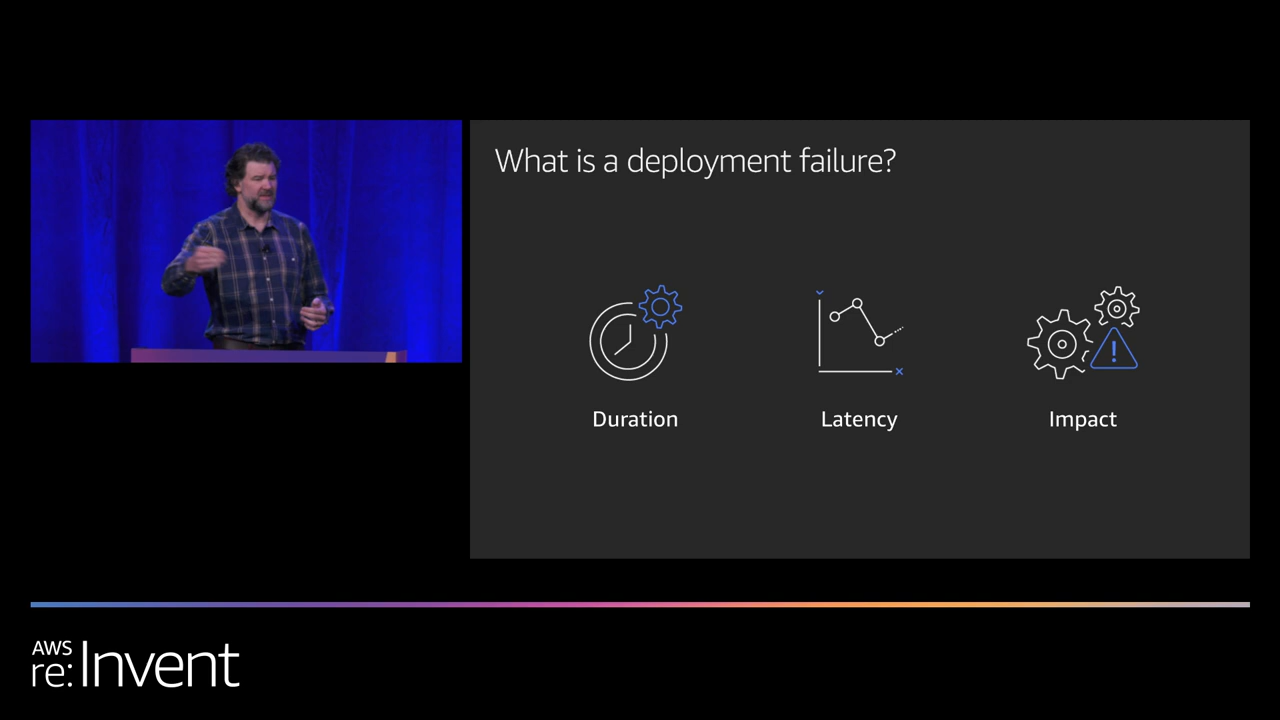 What is a deployment failure?
Duration
Latency
Impact
AWS
re:Invent